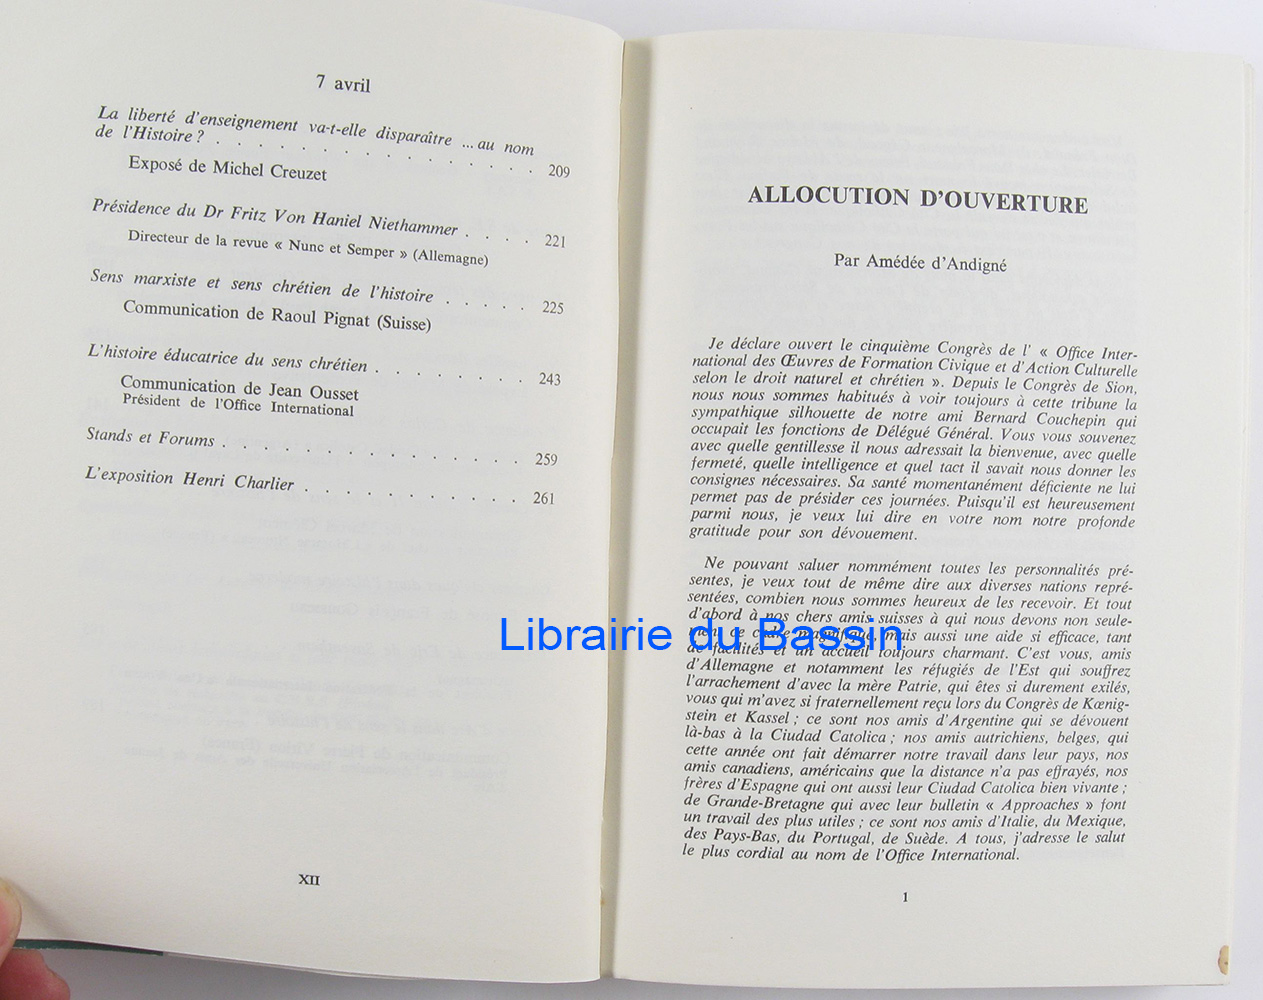 7 avril
La liberté d'enseignement va-t-elle disparaître ... au nom
de l'Histoire ? . . . . . . . . . . . . . . . 209
Exposé de Michel Creuzet
Présidence du Dr Fritz Von Haniel Niethammer . . . . 221
Directeur de la revue « Nunc et Semper » (Allemagne)
Sens marxiste et sens chrétien de l'histoire . . . . . 225
Communication de Raoul Pignat (Suisse)
L'histoire éducatrice du sens chrétien . . . . . . . . 243
Communication de Jean Ousset
Président de l'Office International
Stands et Forums . . . . . . . . . . . . . . . 259
L'exposition Henri Charlier . . . . . . . . . . . 261
XII
ALLOCUTION D'OUVERTURE
Par Amédée d'Andigné
Je déclare ouvert le cinquième Congrès de l' « Office Inter-
national des Œuvres de Formation Civique et d'Action Culturelle
selon le droit naturel et chrétien ». Depuis le Congrès de Sion,
nous nous sommes habitués à voir toujours à cette tribune la
sympathique silhouette de notre ami Bernard Couchepin qui
occupait les fonctions de Délégué Général. Vous vous souvenez
avec quelle gentillesse il nous adressait la bienvenue, avec quelle
fermeté, quelle intelligence et quel tact il savait nous donner les
consignes nécessaires. Sa santé momentanément déficiente ne lui
permet pas de présider ces journées. Puisqu'il est heureusement
parmi nous, je veux lui dire en votre nom notre profonde
gratitude pour son dévouement.
Ne pouvant saluer nommément toutes les personnalités pré-
sentes, je veux tout de même dire aux diverses nations repré-
sentées, combien nous sommes heureux de les recevoir. Et tout
d'abord à nos chers amis suisses à qui nous devons non seule-
ment ce cadre magnifique, mais aussi une aide si efficace, tant
de facilités et un accueil toujours charmant. C'est vous, amis
d'Allemagne et notamment les réfugiés de l'Est qui souffrez
l'arrachement d'avec la mère Patrie, qui êtes si durement exilés,
vous qui m'avez si fraternellement reçu lors du Congrès de Kœnig-
stein et Kassel ; ce sont nos amis d'Argentine qui se dévouent
là-bas à la Ciudad Catolica ; nos amis autrichiens, belges, qui
cette année ont fait démarrer notre travail dans leur pays, nos
amis canadiens, américains que la distance n'a pas effrayés, nos
frères d'Espagne qui ont aussi leur Ciudad Catolica bien vivante ;
de Grande-Bretagne qui avec leur bulletin « Approaches » font
un travail des plus utiles ; ce sont nos amis d'Italie, du Mexique,
des Pays-Bas, du Portugal, de Suède. A tous, j'adresse le salut
le plus cordial au nom de l'Office International.
1
Librairie du Bassin